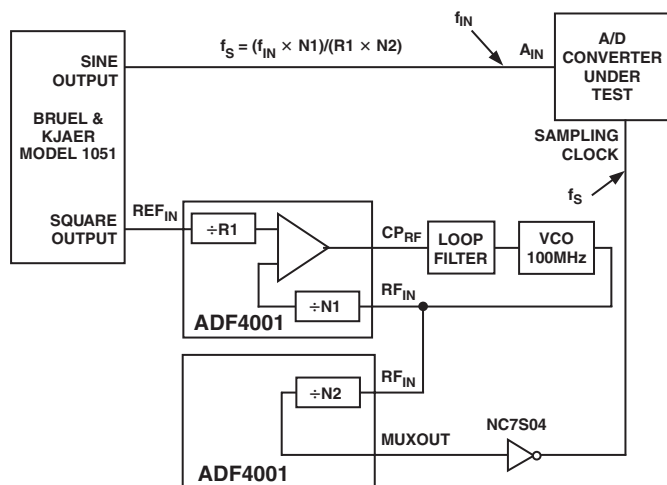 f_IN
f_S = (f_IN × N1)/(R1 × N2)
A_IN
A/D
CONVERTER
UNDER
TEST
SINE
OUTPUT
BRUEL &
KJAER
MODEL 1051
SAMPLING
CLOCK
f_S
SQUARE
OUTPUT
REF_IN
÷R1
CP_RF
LOOP
FILTER
VCO
100MHz
÷N1
RF_IN
ADF4001
÷N2
RF_IN
MUXOUT
NC7S04
ADF4001